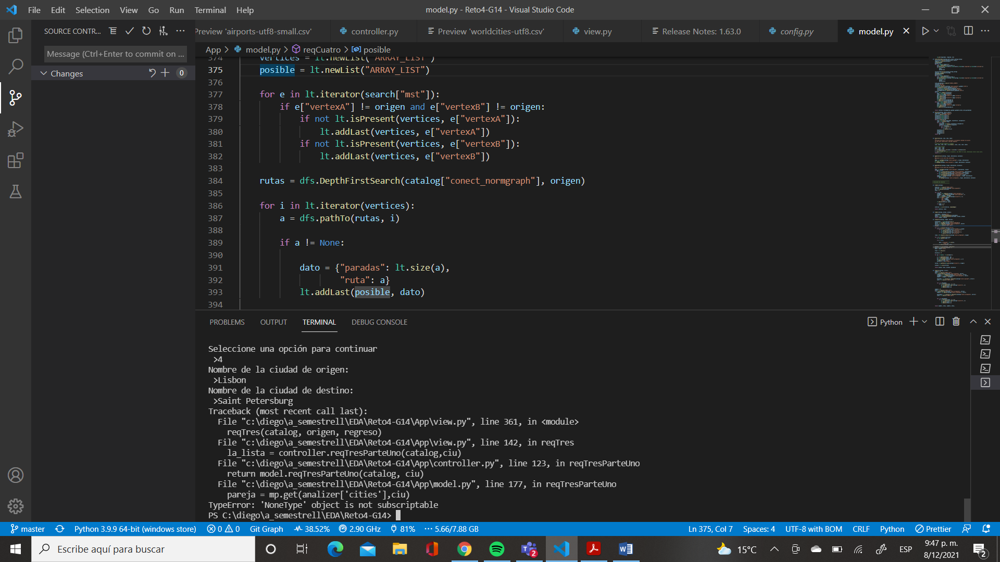 File Edit Selection View Go Run Terminal Help
model.py - Reto4-G14 - Visual Studio Code
SOURCE CONTR...
Preview 'airports-utf8-small.csv' controller.py Preview 'worldcities-utf8.csv' view.py Release Notes: 1.63.0 config.py model.py
Message (Ctrl+Enter to commit on ...
Changes 0
App > model.py > reqCuatro > posible
374 vertices = lt.newList("ARRAY_LIST")
375 posible = lt.newList("ARRAY_LIST")
376
377 for e in lt.iterator(search["mst"]):
378 if e["vertexA"] != origen and e["vertexB"] != origen:
379 if not lt.isPresent(vertices, e["vertexA"]):
380 lt.addLast(vertices, e["vertexA"])
381 if not lt.isPresent(vertices, e["vertexB"]):
382 lt.addLast(vertices, e["vertexB"])
383
384 rutas = dfs.DepthFirstSearch(catalog["conect_normgraph"], origen)
385
386 for i in lt.iterator(vertices):
387 a = dfs.pathTo(rutas, i)
388
389 if a != None:
390
391 dato = {"paradas": lt.size(a),
392 "ruta": a}
393 lt.addLast(posible, dato)
394
PROBLEMS OUTPUT TERMINAL DEBUG CONSOLE
Python
Seleccione una opción para continuar
>4
Nombre de la ciudad de origen:
>Lisbon
Nombre de la ciudad de destino:
>Saint Petersburg
Traceback (most recent call last):
File "c:\diego\a_semestrell\EDA\Reto4-G14\App\view.py", line 361, in <module>
reqTres(catalog, origen, regreso)
File "c:\diego\a_semestrell\EDA\Reto4-G14\App\view.py", line 142, in reqTres
la_lista = controller.reqTresParteUno(catalog,ciu)
File "c:\diego\a_semestrell\EDA\Reto4-G14\App\controller.py", line 123, in reqTresParteUno
return model.reqTresParteUno(catalog, ciu)
File "c:\diego\a_semestrell\EDA\Reto4-G14\App\model.py", line 177, in reqTresParteUno
pareja = mp.get(analizer['cities'],ciu)
TypeError: 'NoneType' object is not subscriptable
PS C:\diego\a_semestrell\EDA\Reto4-G14>
master Python 3.9.9 64-bit (windows store) 0 0 Git Graph 38.52% 2.90 GHz 81% 5.66/7.88 GB Ln 375, Col 7 Spaces: 4 UTF-8 with BOM CRLF Python Prettier
Escribe aquí para buscar
2
15°C
ESP
9:47 p. m.
8/12/2021
2